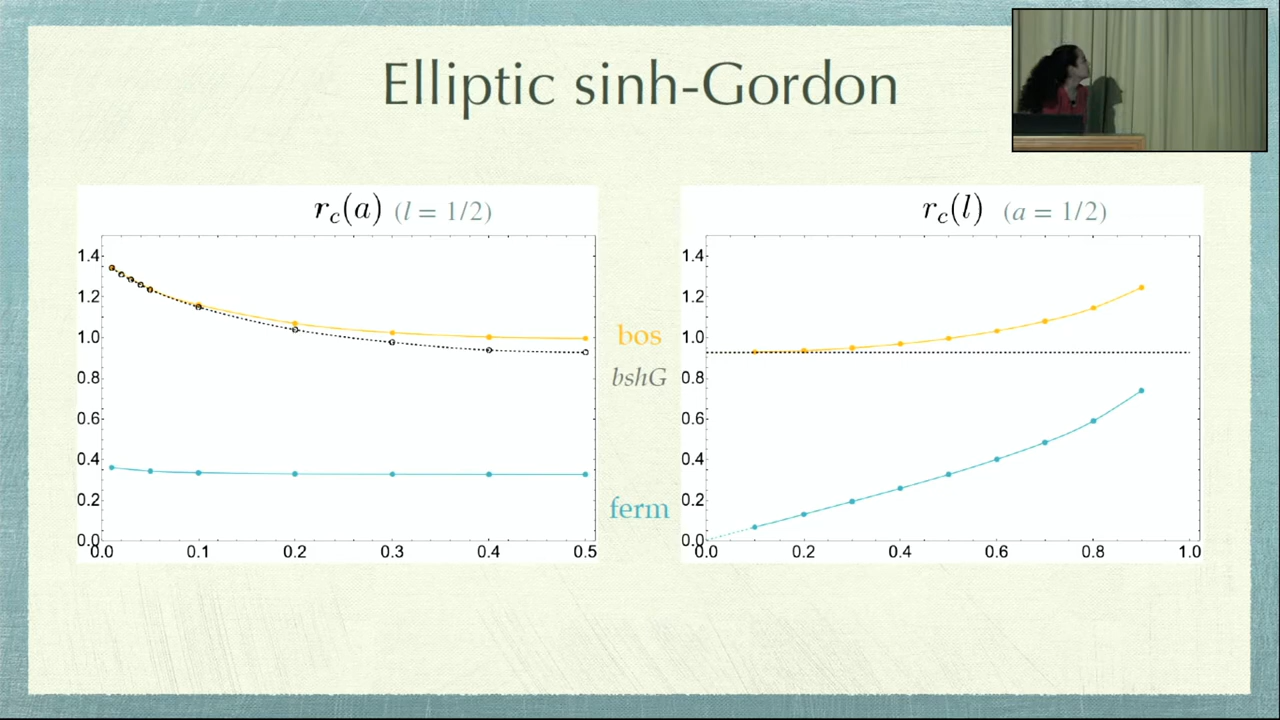 Elliptic sinh-Gordon
r_c(a) (l = 1/2)
1.4
1.2
1.0
0.8
0.6
0.4
0.2
0.0
0.0 0.1 0.2 0.3 0.4 0.5
bos
bshG
ferm
r_c(l) (a = 1/2)
1.4
1.2
1.0
0.8
0.6
0.4
0.2
0.0
0.0 0.2 0.4 0.6 0.8 1.0